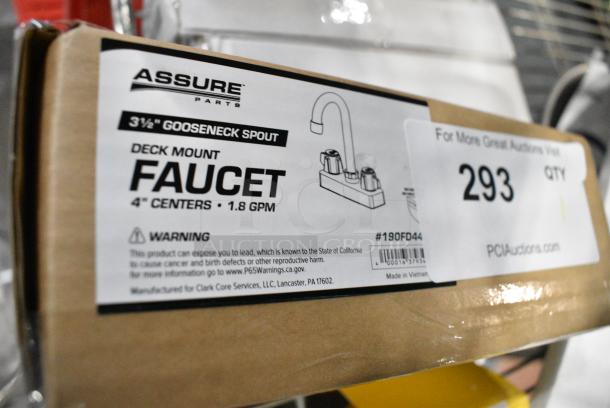 ASSURE
PARTS
3½" GOOSENECK SPOUT
DECK MOUNT
FAUCET
4" CENTERS • 1.8 GPM
WARNING
This product can expose you to lead, which is known to the State of California
to cause cancer and birth defects or other reproductive harm.
for more information go to www.P65Warnings.ca.gov.
Manufactured for Clark Core Services, LLC, Lancaster, PA 17602.
#190FD44
Made in Vietnam
For More Great Auctions Visit
293
QTY
PCIAuctions.com
PCI
AUCTION GROUP